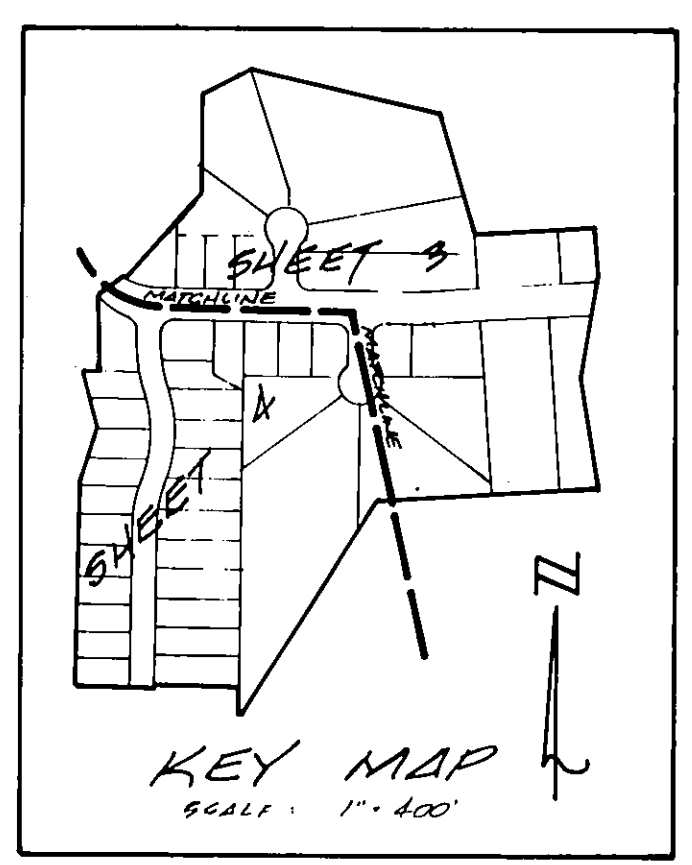 SHEET 3
MATCHLINE
MATCHLINE
SHEET 4
N
KEY MAP
SCALE: 1" = 400'